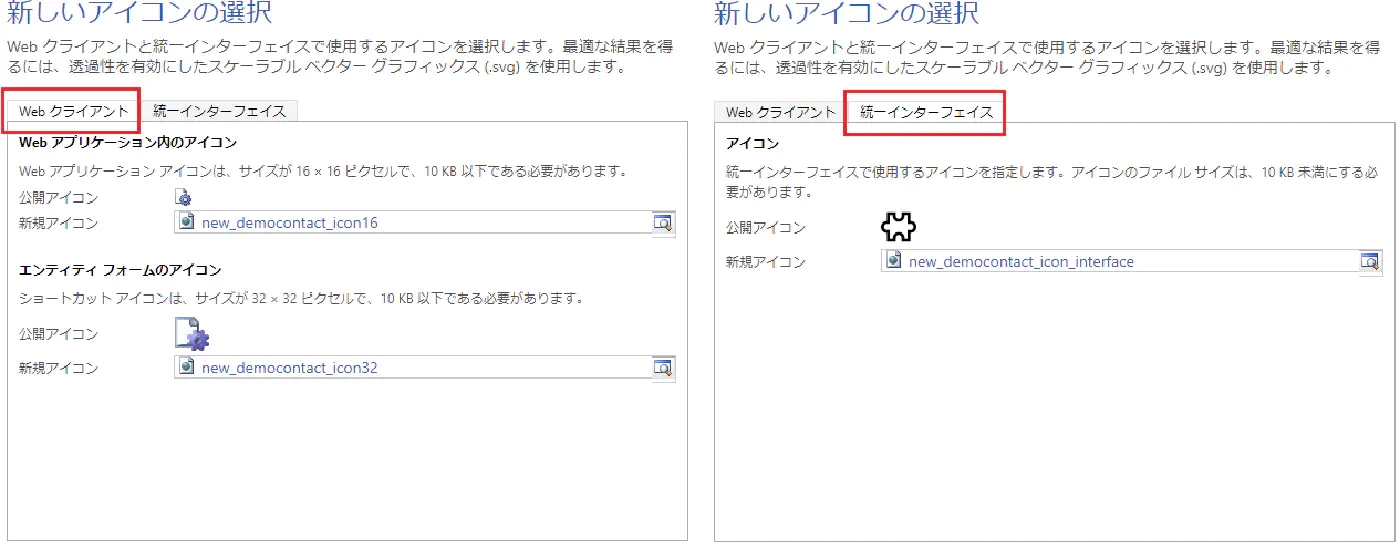 新しいアイコンの選択
Web クライアントと統一インターフェイスで使用するアイコンを選択します。最適な結果を得
るには、透過性を有効にしたスケーラブル ベクター グラフィックス (.svg) を使用します。
Web クライアント
統一インターフェイス
Web アプリケーション内のアイコン
Web アプリケーション アイコンは、サイズが 16 × 16 ピクセルで、10 KB 以下である必要があります。
公開アイコン
新規アイコン
new_democontact_icon16
エンティティ フォームのアイコン
ショートカット アイコンは、サイズが 32 × 32 ピクセルで、10 KB 以下である必要があります。
公開アイコン
新規アイコン
new_democontact_icon32
新しいアイコンの選択
Web クライアントと統一インターフェイスで使用するアイコンを選択します。最適な結果を得
るには、透過性を有効にしたスケーラブル ベクター グラフィックス (.svg) を使用します。
Web クライアント
統一インターフェイス
アイコン
統一インターフェイスで使用するアイコンを指定します。アイコンのファイル サイズは、10 KB 未満にする必
要があります。
公開アイコン
新規アイコン
new_democontact_icon_interface